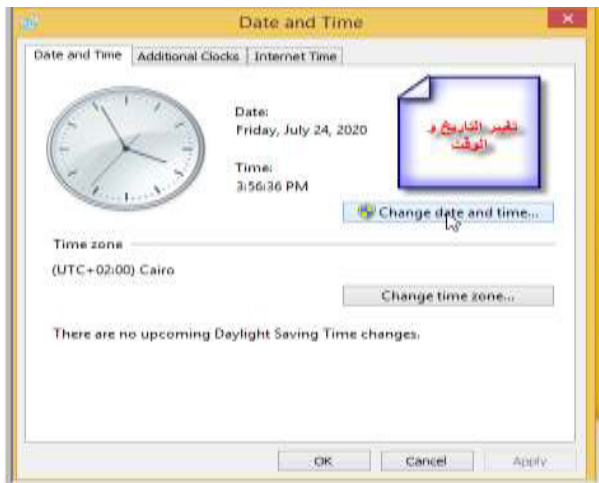 Date and Time
Date and Time
Additional Clocks
Internet Time
Date:
Friday, July 24, 2020
Time:
3:56:36 PM
تغيير التاريخ و
الوقت
Change date and time...
Time zone
(UTC+02:00) Cairo
Change time zone...
There are no upcoming Daylight Saving Time changes.
OK
Cancel
Apply